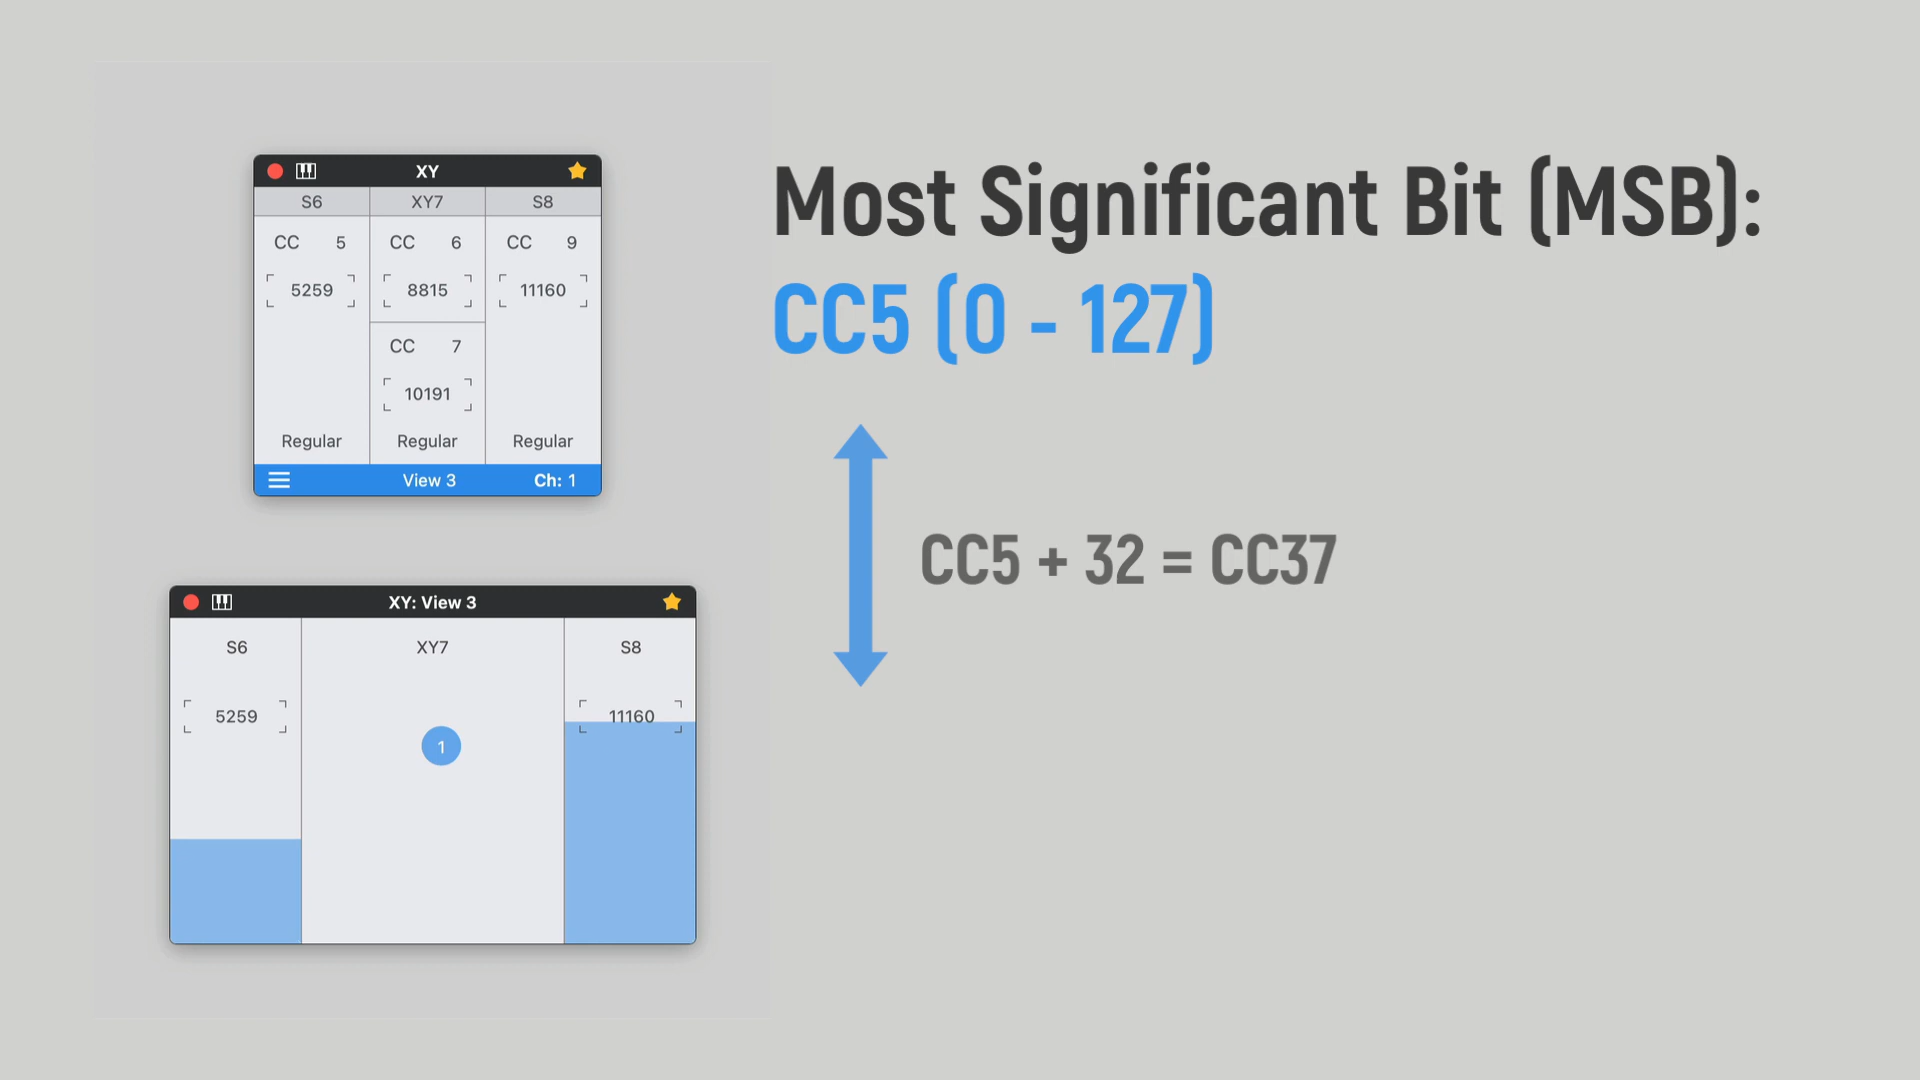 XY
S6 XY7 S8
CC 5 CC 6 CC 9
5259 8815 11160
CC 7
10191
Regular Regular Regular
View 3 Ch: 1
XY: View 3
S6 XY7 S8
5259 11160
1
Most Significant Bit (MSB):
CC5 (0 - 127)
CC5 + 32 = CC37